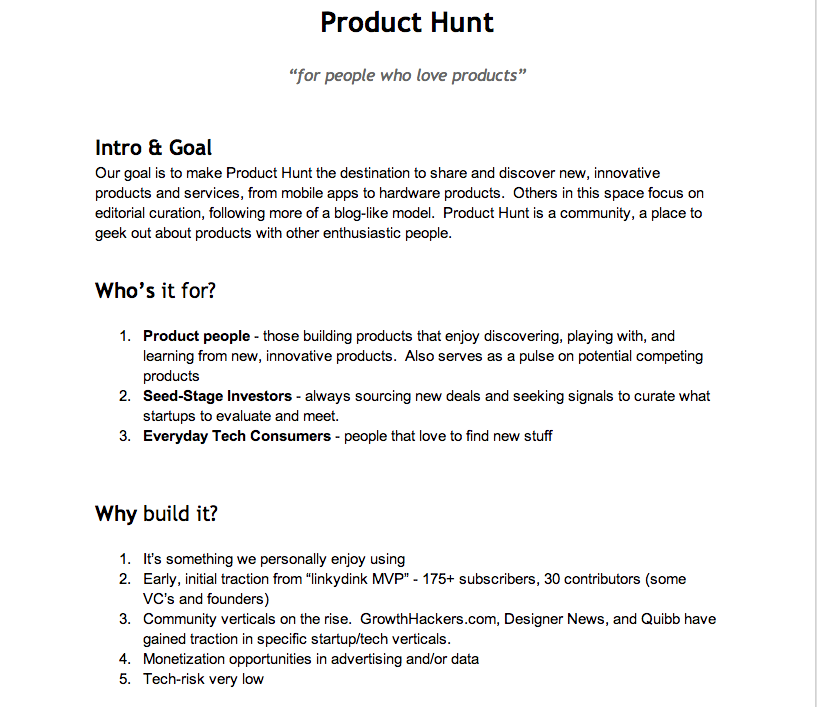 Product Hunt
“for people who love products”
Intro & Goal
Our goal is to make Product Hunt the destination to share and discover new, innovative
products and services, from mobile apps to hardware products.  Others in this space focus on
editorial curation, following more of a blog-like model.  Product Hunt is a community, a place to
geek out about products with other enthusiastic people.
Who’s it for?
1. Product people - those building products that enjoy discovering, playing with, and
learning from new, innovative products.  Also serves as a pulse on potential competing
products
2. Seed-Stage Investors - always sourcing new deals and seeking signals to curate what
startups to evaluate and meet.
3. Everyday Tech Consumers - people that love to find new stuff
Why build it?
1. It’s something we personally enjoy using
2. Early, initial traction from “linkydink MVP” - 175+ subscribers, 30 contributors (some
VC’s and founders)
3. Community verticals on the rise.  GrowthHackers.com, Designer News, and Quibb have
gained traction in specific startup/tech verticals.
4. Monetization opportunities in advertising and/or data
5. Tech-risk very low